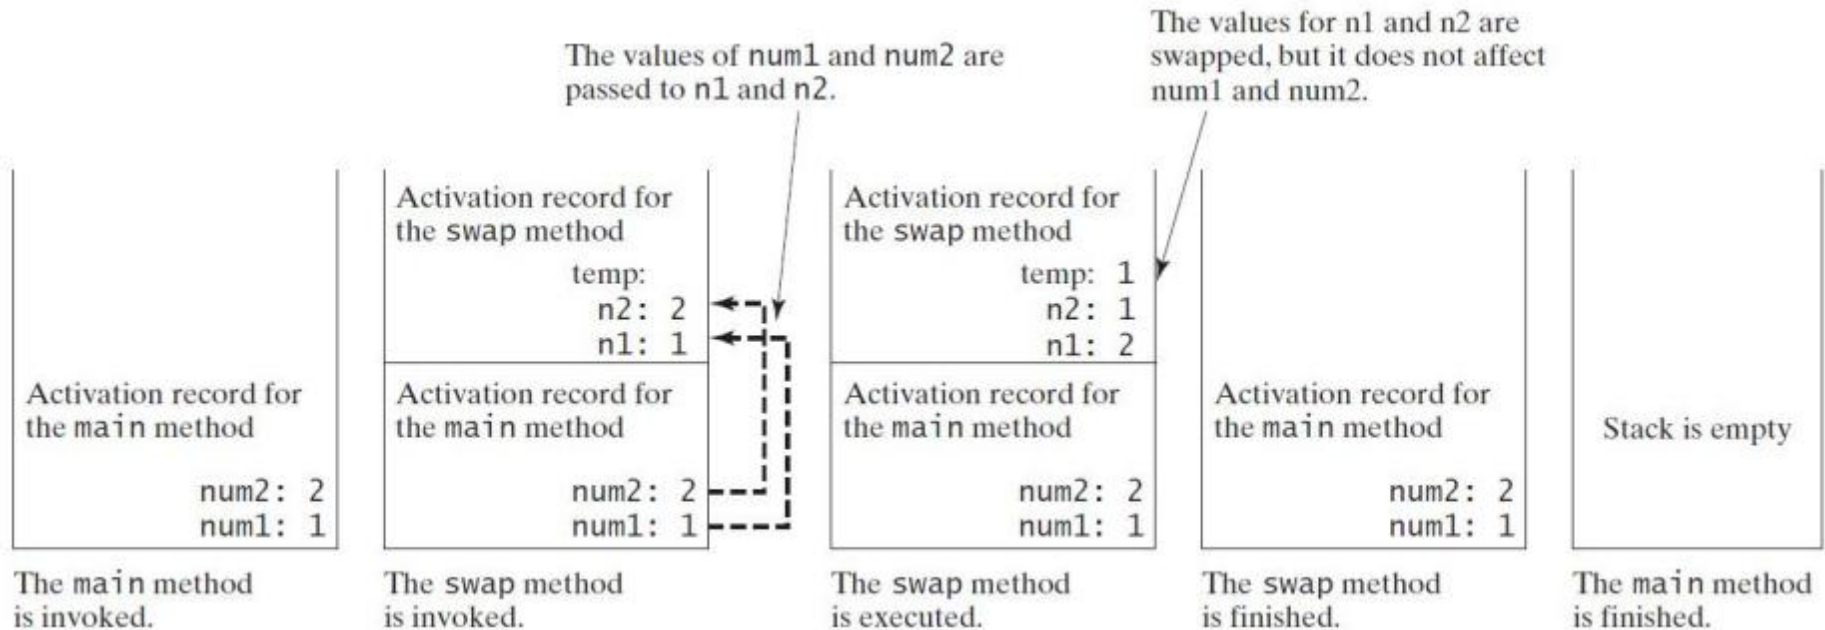 The values of num1 and num2 are
passed to n1 and n2.
The values for n1 and n2 are
swapped, but it does not affect
num1 and num2.
Activation record for
the main method
num2: 2
num1: 1
The main method
is invoked.
Activation record for
the swap method
temp:
n2: 2
n1: 1
Activation record for
the main method
num2: 2
num1: 1
The swap method
is invoked.
Activation record for
the swap method
temp: 1
n2: 1
n1: 2
Activation record for
the main method
num2: 2
num1: 1
The swap method
is executed.
Activation record for
the main method
num2: 2
num1: 1
The swap method
is finished.
Stack is empty
The main method
is finished.